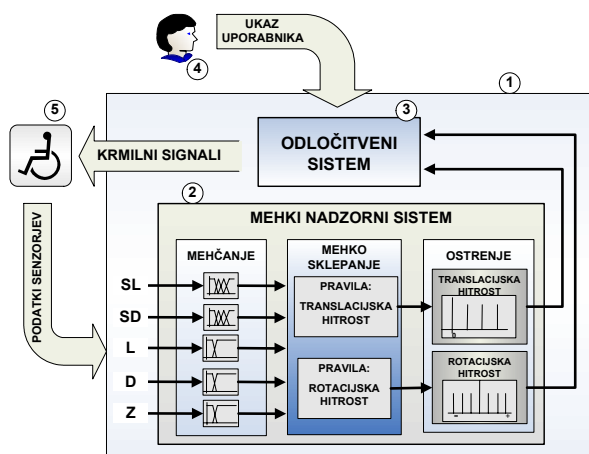 UKAZ
UPORABNIKA
4
1
5
3
ODLOČITVENI
SISTEM
KRMILNI SIGNALI
2
MEHKI NADZORNI SISTEM
PODATKI SENZORJEV
MEHČANJE
MEHKO
SKLEPANJE
OSTRENJE
SL
SD
L
D
Z
PRAVILA:
TRANSLACIJSKA
HITROST
PRAVILA:
ROTACIJSKA
HITROST
TRANSLACIJSKA
HITROST
0
ROTACIJSKA
HITROST
- +